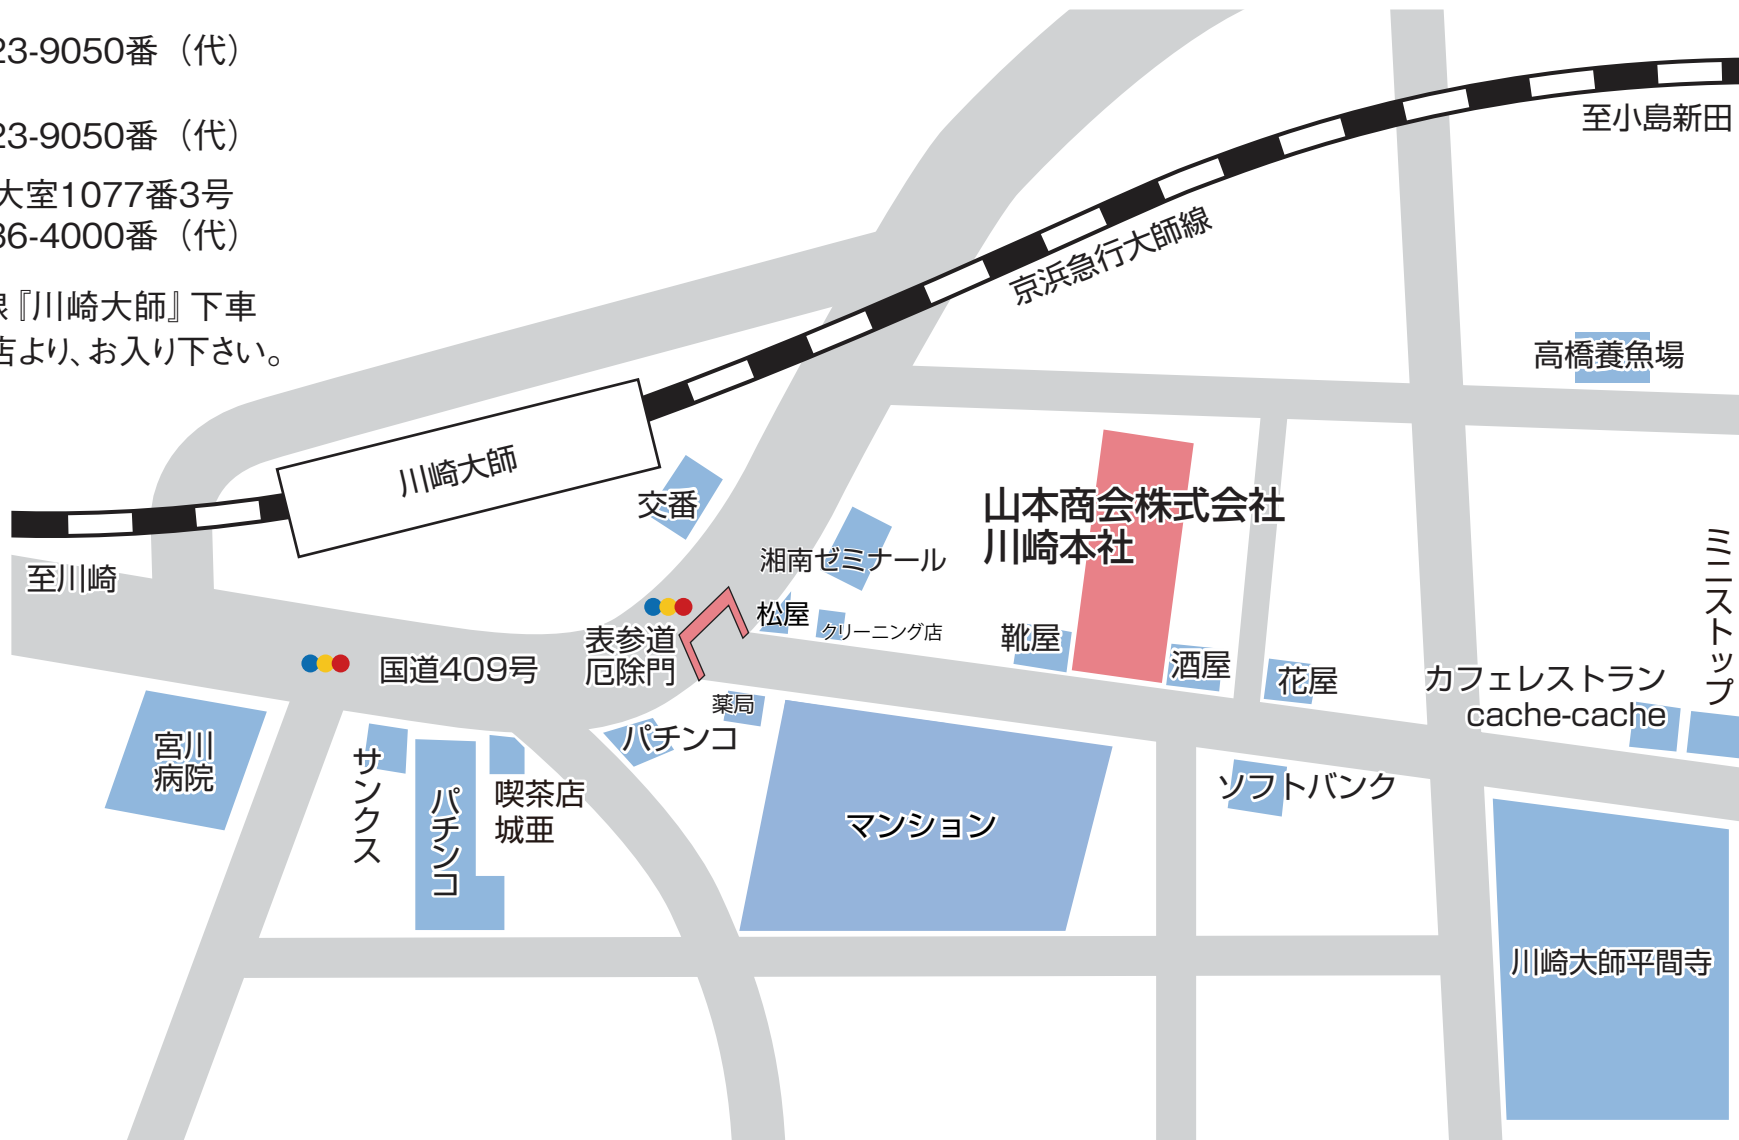 23-9050番（代）
23-9050番（代）
大室1077番3号
36-4000番（代）
線『川崎大師』下車
店より、お入り下さい。
至小島新田
京浜急行大師線
高橋養魚場
川崎大師
交番
山本商会株式会社
川崎本社
湘南ゼミナール
至川崎
松屋
クリーニング店
靴屋
酒屋
花屋
表参道
厄除門
国道409号
薬局
パチンコ
カフェレストラン
cache-cache
ミニストップ
宮川
病院
サンクス
パチンコ
喫茶店
城亜
マンション
ソフトバンク
川崎大師平間寺